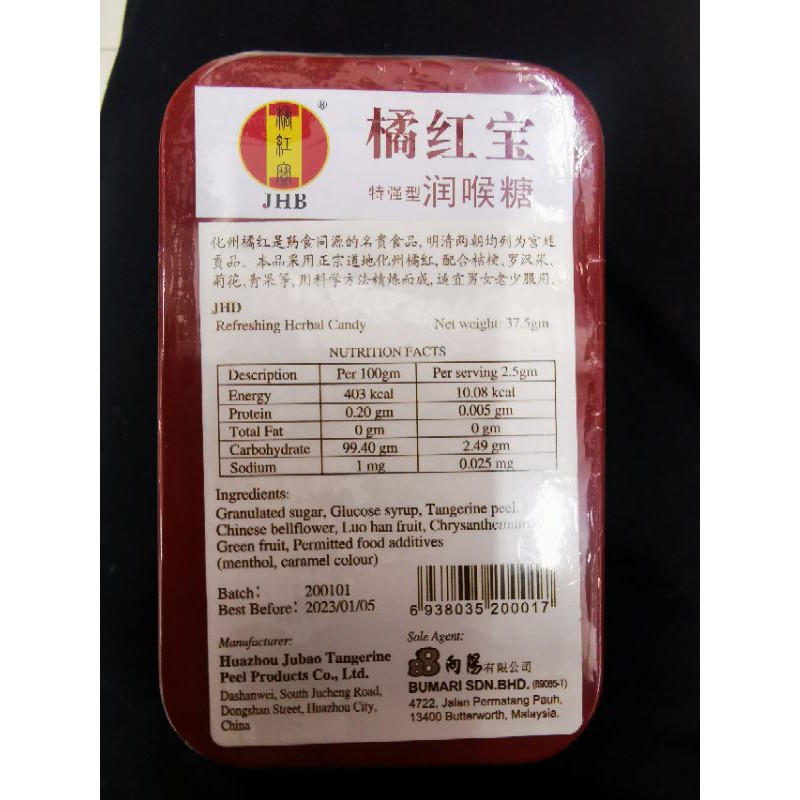 橘紅寶
®
JHB
橘红宝
特强型 润喉糖
化州橘红是药食同源的名贵食品,明清两朝均列为宫廷
贡品。本品采用正宗道地化州橘红,配合桔梗,罗汉果,
菊花,青果等,用科学方法精炼而成,适宜男女老少服用。
JHD
Refreshing Herbal Candy Net weight: 37.5gm
NUTRITION FACTS
Description Per 100gm Per serving 2.5gm
Energy 403 kcal 10.08 kcal
Protein 0.20 gm 0.005 gm
Total Fat 0 gm 0 gm
Carbohydrate 99.40 gm 2.49 gm
Sodium 1 mg 0.025 mg
Ingredients:
Granulated sugar, Glucose syrup, Tangerine peel,
Chinese bellflower, Luo han fruit, Chrysanthemum,
Green fruit, Permitted food additives
(menthol, caramel colour)
Batch: 200101
Best Before: 2023/01/05
6 938035 200017
Manufacturer:
Huazhou Jubao Tangerine
Peel Products Co., Ltd.
Dashanwei, South Jucheng Road,
Dongshan Street, Huazhou City,
China
Sole Agent:
向陽有限公司
BUMARI SDN.BHD. (89085-T)
4722, Jalan Permatang Pauh,
13400 Butterworth, Malaysia.